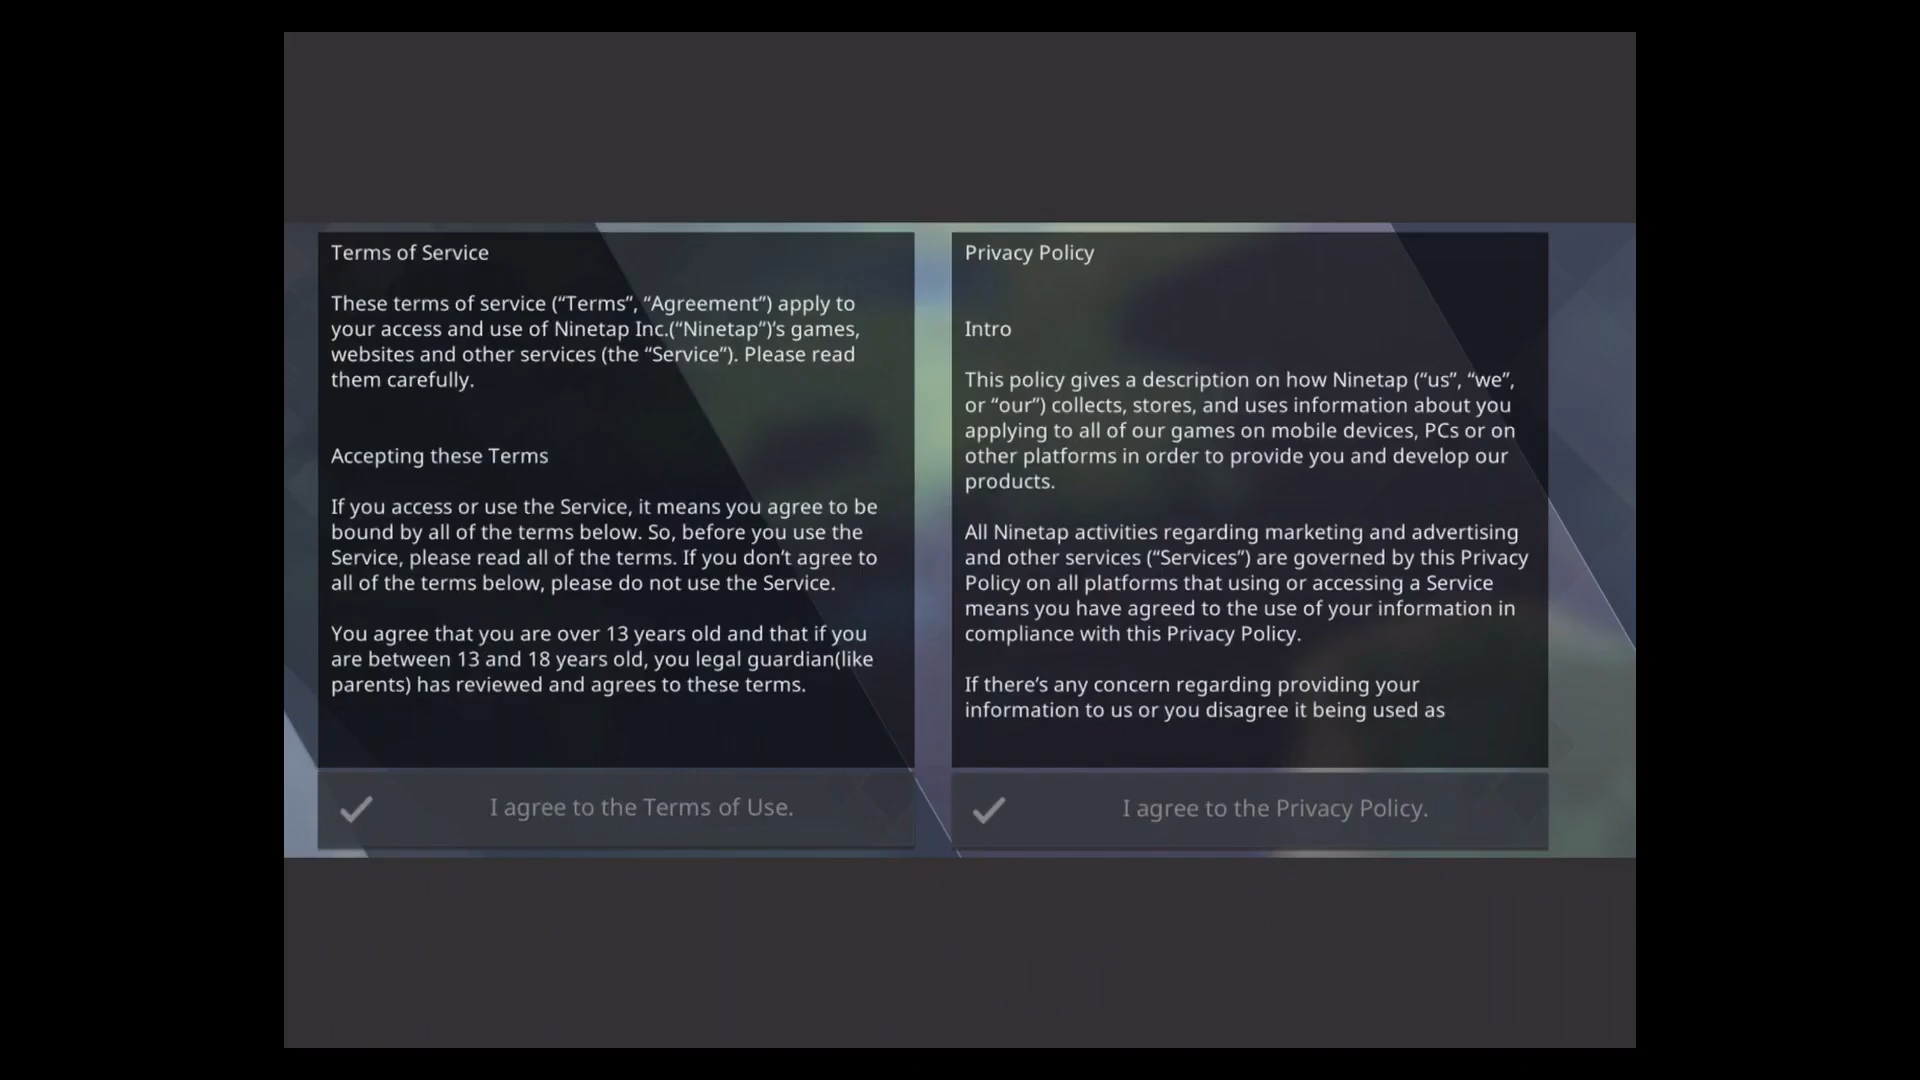 Terms of Service
These terms of service (“Terms”, “Agreement”) apply to
your access and use of Ninetap Inc.(“Ninetap”)’s games,
websites and other services (the “Service”). Please read
them carefully.
Accepting these Terms
If you access or use the Service, it means you agree to be
bound by all of the terms below. So, before you use the
Service, please read all of the terms. If you don’t agree to
all of the terms below, please do not use the Service.
You agree that you are over 13 years old and that if you
are between 13 and 18 years old, you legal guardian(like
parents) has reviewed and agrees to these terms.
I agree to the Terms of Use.
Privacy Policy
Intro
This policy gives a description on how Ninetap (“us”, “we”,
or “our”) collects, stores, and uses information about you
applying to all of our games on mobile devices, PCs or on
other platforms in order to provide you and develop our
products.
All Ninetap activities regarding marketing and advertising
and other services (“Services”) are governed by this Privacy
Policy on all platforms that using or accessing a Service
means you have agreed to the use of your information in
compliance with this Privacy Policy.
If there’s any concern regarding providing your
information to us or you disagree it being used as
I agree to the Privacy Policy.